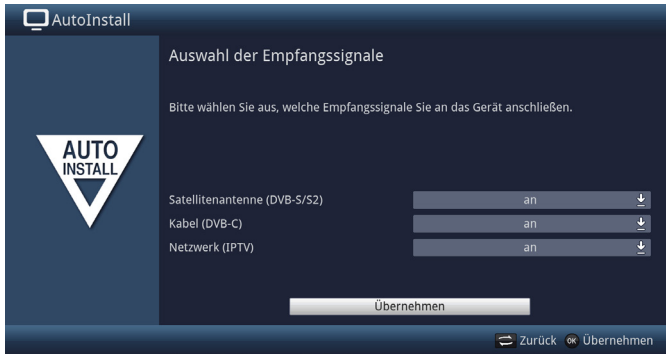 AutoInstall
Auswahl der Empfangssignale
Bitte wählen Sie aus, welche Empfangssignale Sie an das Gerät anschließen.
AUTO
INSTALL
Satellitenantenne (DVB-S/S2) an
Kabel (DVB-C) an
Netzwerk (IPTV) an
Übernehmen
Zurück OK Übernehmen